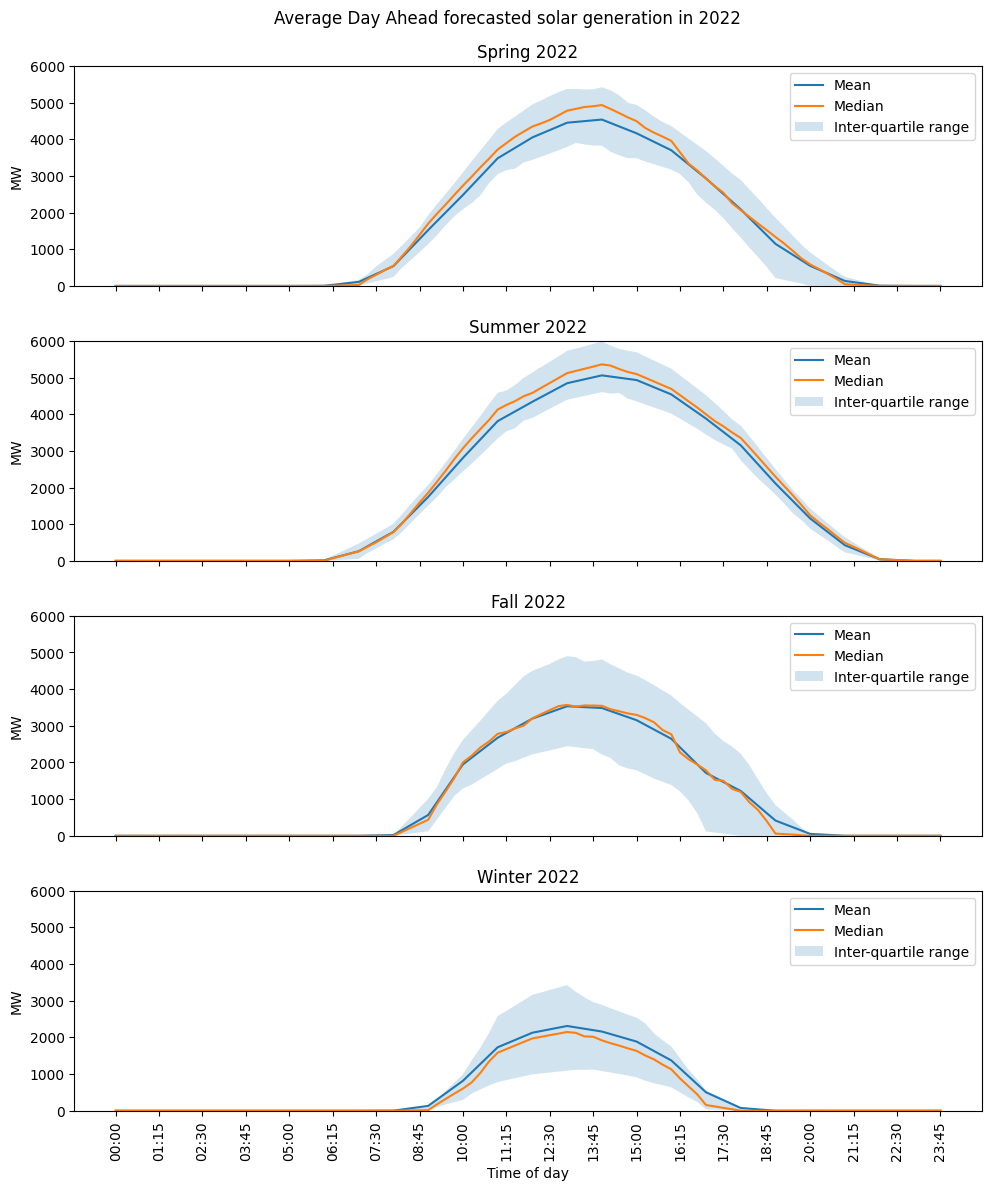 Average Day Ahead forecasted solar generation in 2022
Spring 2022
6000
5000
4000
3000
2000
1000
0
MW
Mean
Median
Inter-quartile range
Summer 2022
6000
5000
4000
3000
2000
1000
0
MW
Mean
Median
Inter-quartile range
Fall 2022
6000
5000
4000
3000
2000
1000
0
MW
Mean
Median
Inter-quartile range
Winter 2022
6000
5000
4000
3000
2000
1000
0
MW
Mean
Median
Inter-quartile range
00:00
01:15
02:30
03:45
05:00
06:15
07:30
08:45
10:00
11:15
12:30
13:45
15:00
16:15
17:30
18:45
20:00
21:15
22:30
23:45
Time of day